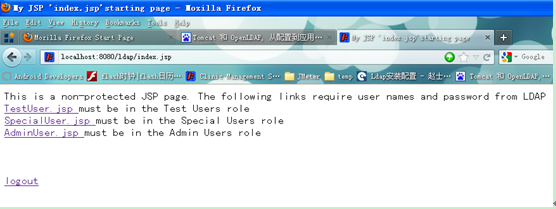 My JSP 'index.jsp'starting page - Mozilla Firefox
File Edit View History Bookmarks Tools Help
Mozilla Firefox Start Page Tomcat 和 OpenLDAP, 从配置到应用... My JSP 'index.jsp'starting page
localhost:8080/ldap/index.jsp Google
Android Developers Flash时钟|flash日历... Clinic Management S... JMeter temp Ldap安装配置 - 赵士... Tomcat 和 OpenLDAP
This is a non-protected JSP page. The following links require user names and password from LDAP
TestUser.jsp must be in the Test Users role
SpecialUser.jsp must be in the Special Users role
AdminUser.jsp must be in the Admin Users role
logout